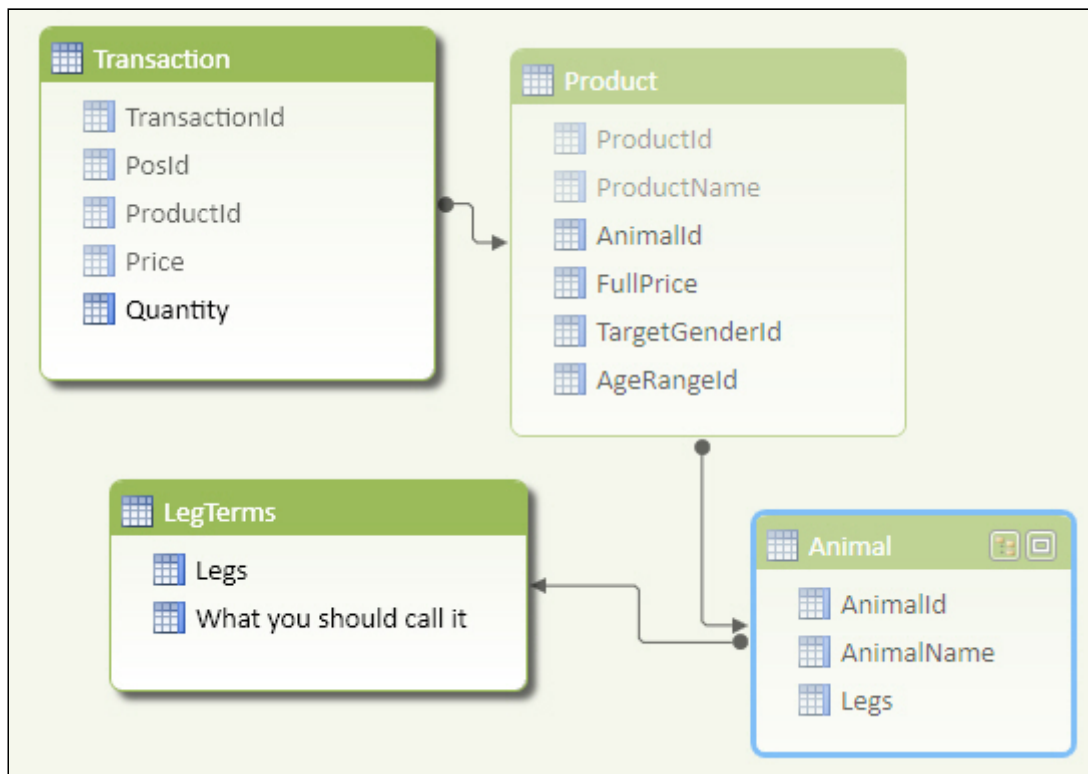 Transaction
TransactionId
PosId
ProductId
Price
Quantity
Product
ProductId
ProductName
AnimalId
FullPrice
TargetGenderId
AgeRangeId
LegTerms
Legs
What you should call it
Animal
AnimalId
AnimalName
Legs